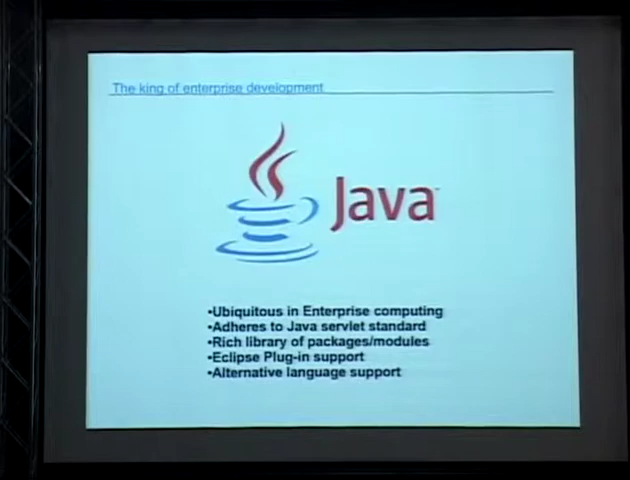 The king of enterprise development
Java
•Ubiquitous in Enterprise computing
•Adheres to Java servlet standard
•Rich library of packages/modules
•Eclipse Plug-in support
•Alternative language support